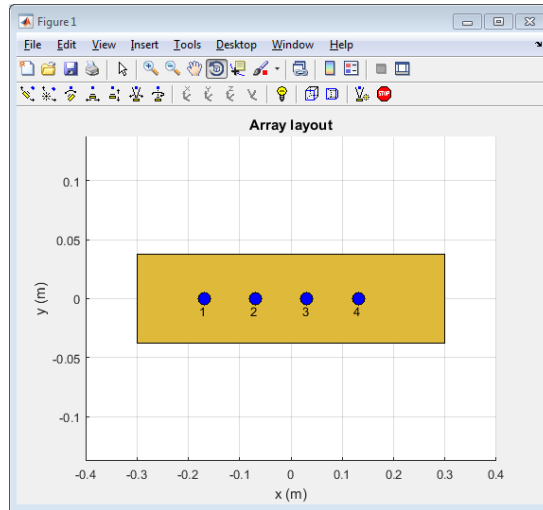 Figure 1
File Edit View Insert Tools Desktop Window Help
STOP
Array layout
0.1
0.05
0
-0.05
-0.1
y (m)
1 2 3 4
-0.4 -0.3 -0.2 -0.1 0 0.1 0.2 0.3 0.4
x (m)